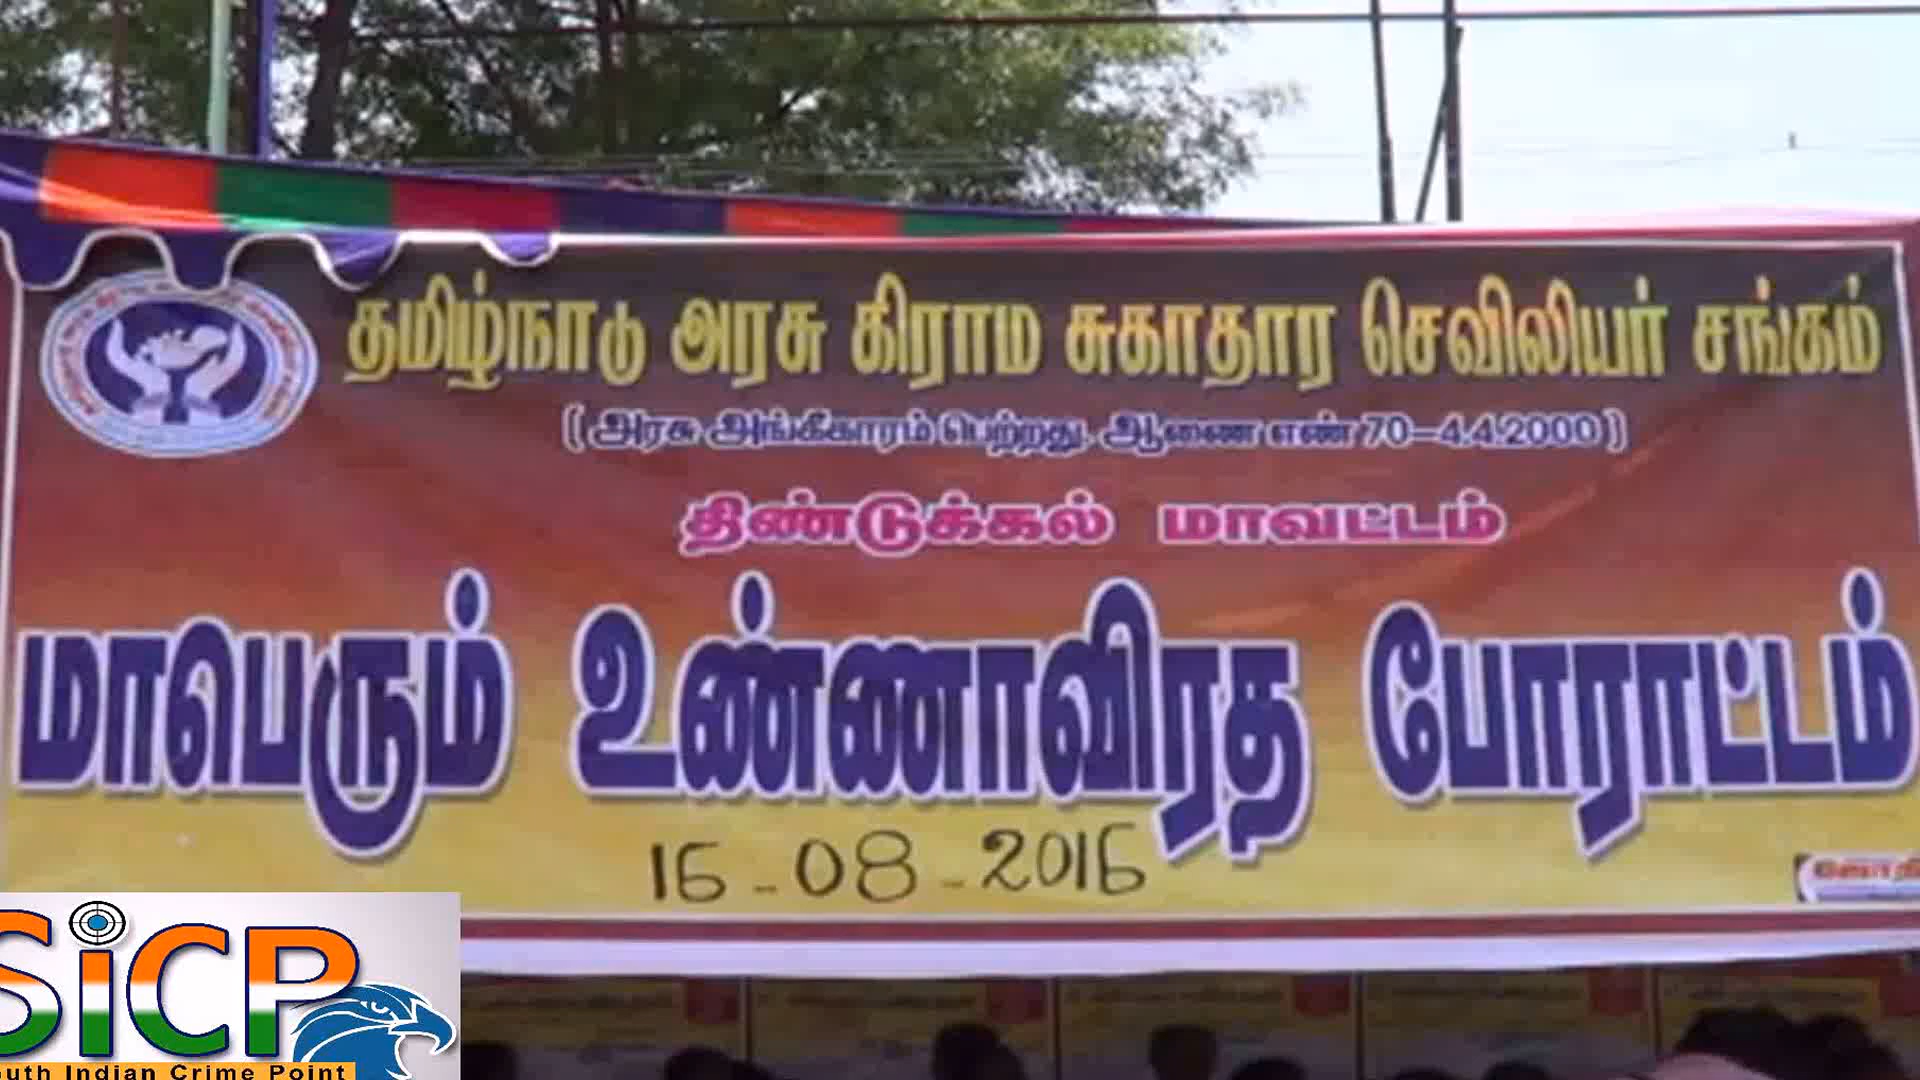 தமிழ்நாடு அரசு கிராம சுகாதார செவிலியர் சங்கம்
( அரசு அங்கீகாரம் பெற்றது. ஆணை எண் 70-4.4.2000 )
திண்டுக்கல் மாவட்டம்
மாபெரும் உண்ணாவிரத போராட்டம்
16-08-2016
SiCP
outh Indian Crime Point